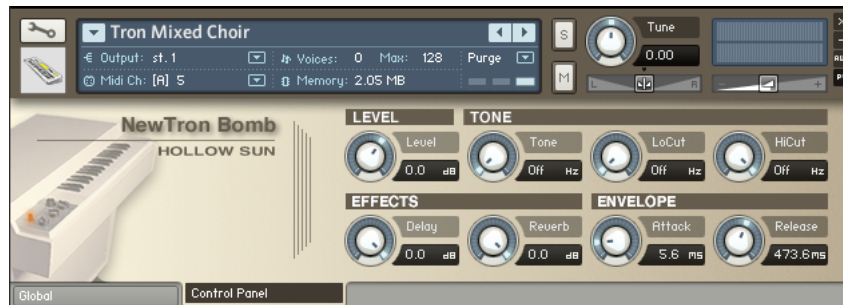 Tron Mixed Choir
Output: st. 1
Voices: 0 Max: 128 Purge
Midi Ch: [A] 5
Memory: 2.05 MB
S
M
Tune
0.00
L R
- +
NewTron Bomb
HOLLOW SUN
LEVEL TONE
Level Tone LoCut HiCut
0.0 dB Off Hz Off Hz Off Hz
EFFECTS ENVELOPE
Delay Reverb Attack Release
0.0 dB 0.0 dB 5.6 ms 473.6ms
Global Control Panel